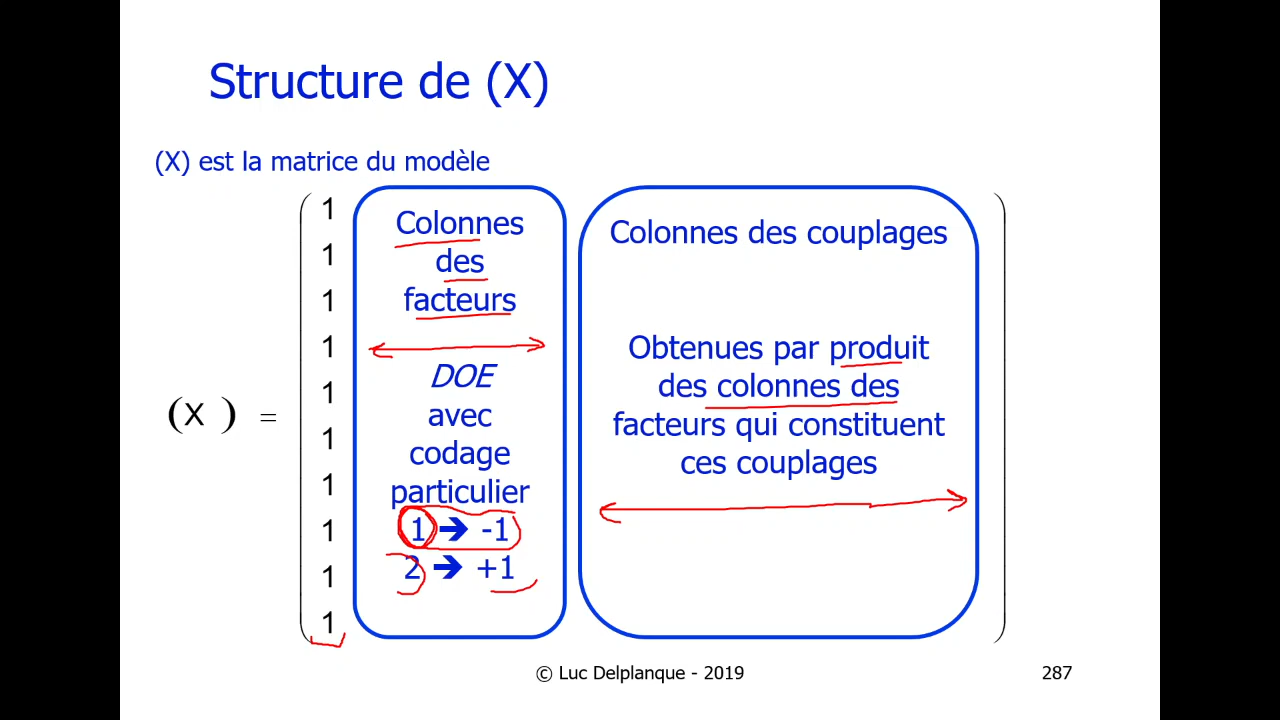 Structure de (X)
(X) est la matrice du modèle
(X) =
1
1
1
1
1
1
1
1
1
1
Colonnes
des
facteurs
DOE
avec
codage
particulier
1 ➔ -1
2 ➔ +1
Colonnes des couplages
Obtenues par produit
des colonnes des
facteurs qui constituent
ces couplages
© Luc Delplanque - 2019
287